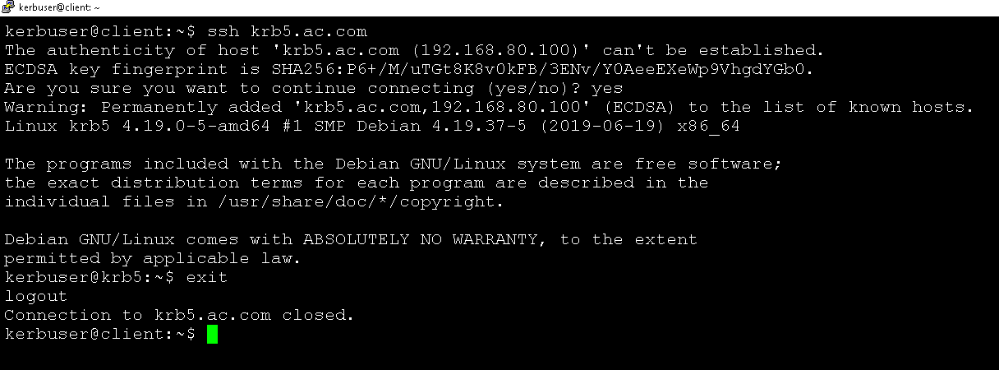 kerbuser@client: ~
kerbuser@client:~$ ssh krb5.ac.com
The authenticity of host 'krb5.ac.com (192.168.80.100)' can't be established.
ECDSA key fingerprint is SHA256:P6+/M/uTGt8K8v0kFB/3ENv/Y0AeeEXeWp9VhgdYGb0.
Are you sure you want to continue connecting (yes/no)? yes
Warning: Permanently added 'krb5.ac.com,192.168.80.100' (ECDSA) to the list of known hosts.
Linux krb5 4.19.0-5-amd64 #1 SMP Debian 4.19.37-5 (2019-06-19) x86_64
The programs included with the Debian GNU/Linux system are free software;
the exact distribution terms for each program are described in the
individual files in /usr/share/doc/*/copyright.
Debian GNU/Linux comes with ABSOLUTELY NO WARRANTY, to the extent
permitted by applicable law.
kerbuser@krb5:~$ exit
logout
Connection to krb5.ac.com closed.
kerbuser@client:~$